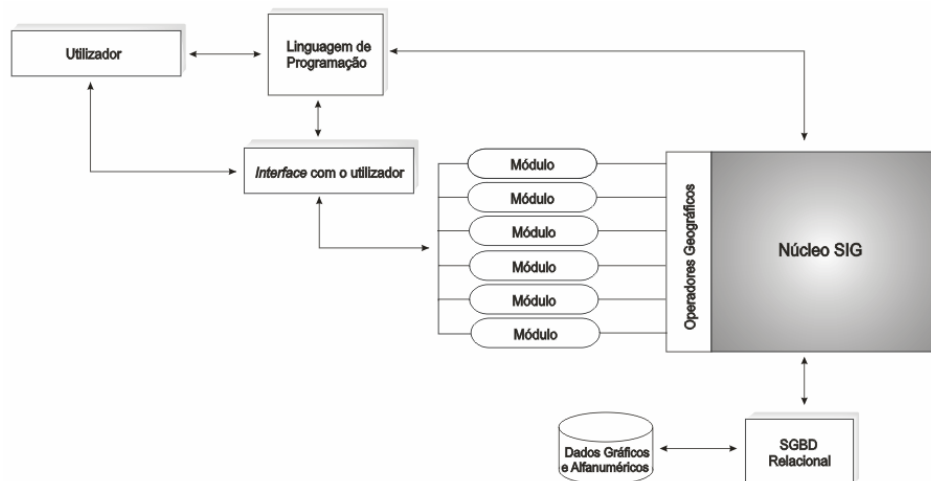 Utilizador
Linguagem de
Programação
Interface com o utilizador
Módulo
Módulo
Módulo
Módulo
Módulo
Módulo
Operadores Geográficos
Núcleo SIG
Dados Gráficos
e Alfanuméricos
SGBD
Relacional